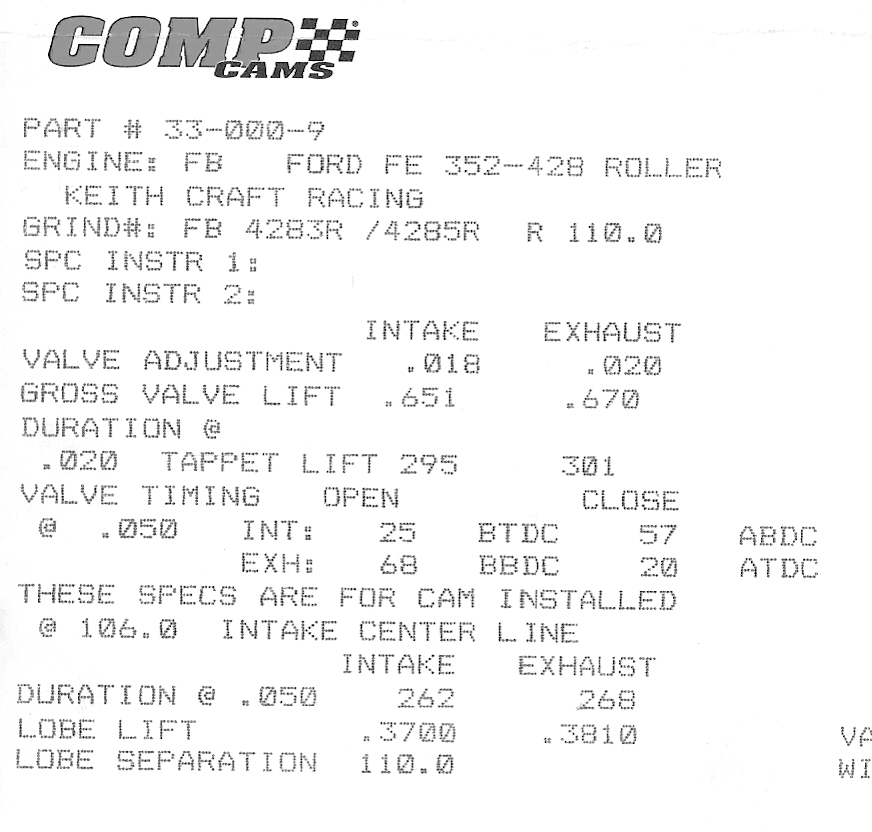 COMP
CAMS
PART # 33-000-9
ENGINE: FB FORD FE 352-428 ROLLER
KEITH CRAFT RACING
GRIND#: FB 4283R /4285R R 110.0
SPC INSTR 1:
SPC INSTR 2:
INTAKE EXHAUST
VALVE ADJUSTMENT .018 .020
GROSS VALVE LIFT .651 .670
DURATION @
.020 TAPPET LIFT 295 301
VALVE TIMING OPEN CLOSE
@ .050 INT: 25 BTDC 57 ABDC
EXH: 68 BBDC 20 ATDC
THESE SPECS ARE FOR CAM INSTALLED
@ 106.0 INTAKE CENTER LINE
INTAKE EXHAUST
DURATION @ .050 262 268
LOBE LIFT .3700 .3810 VA
LOBE SEPARATION 110.0 WI